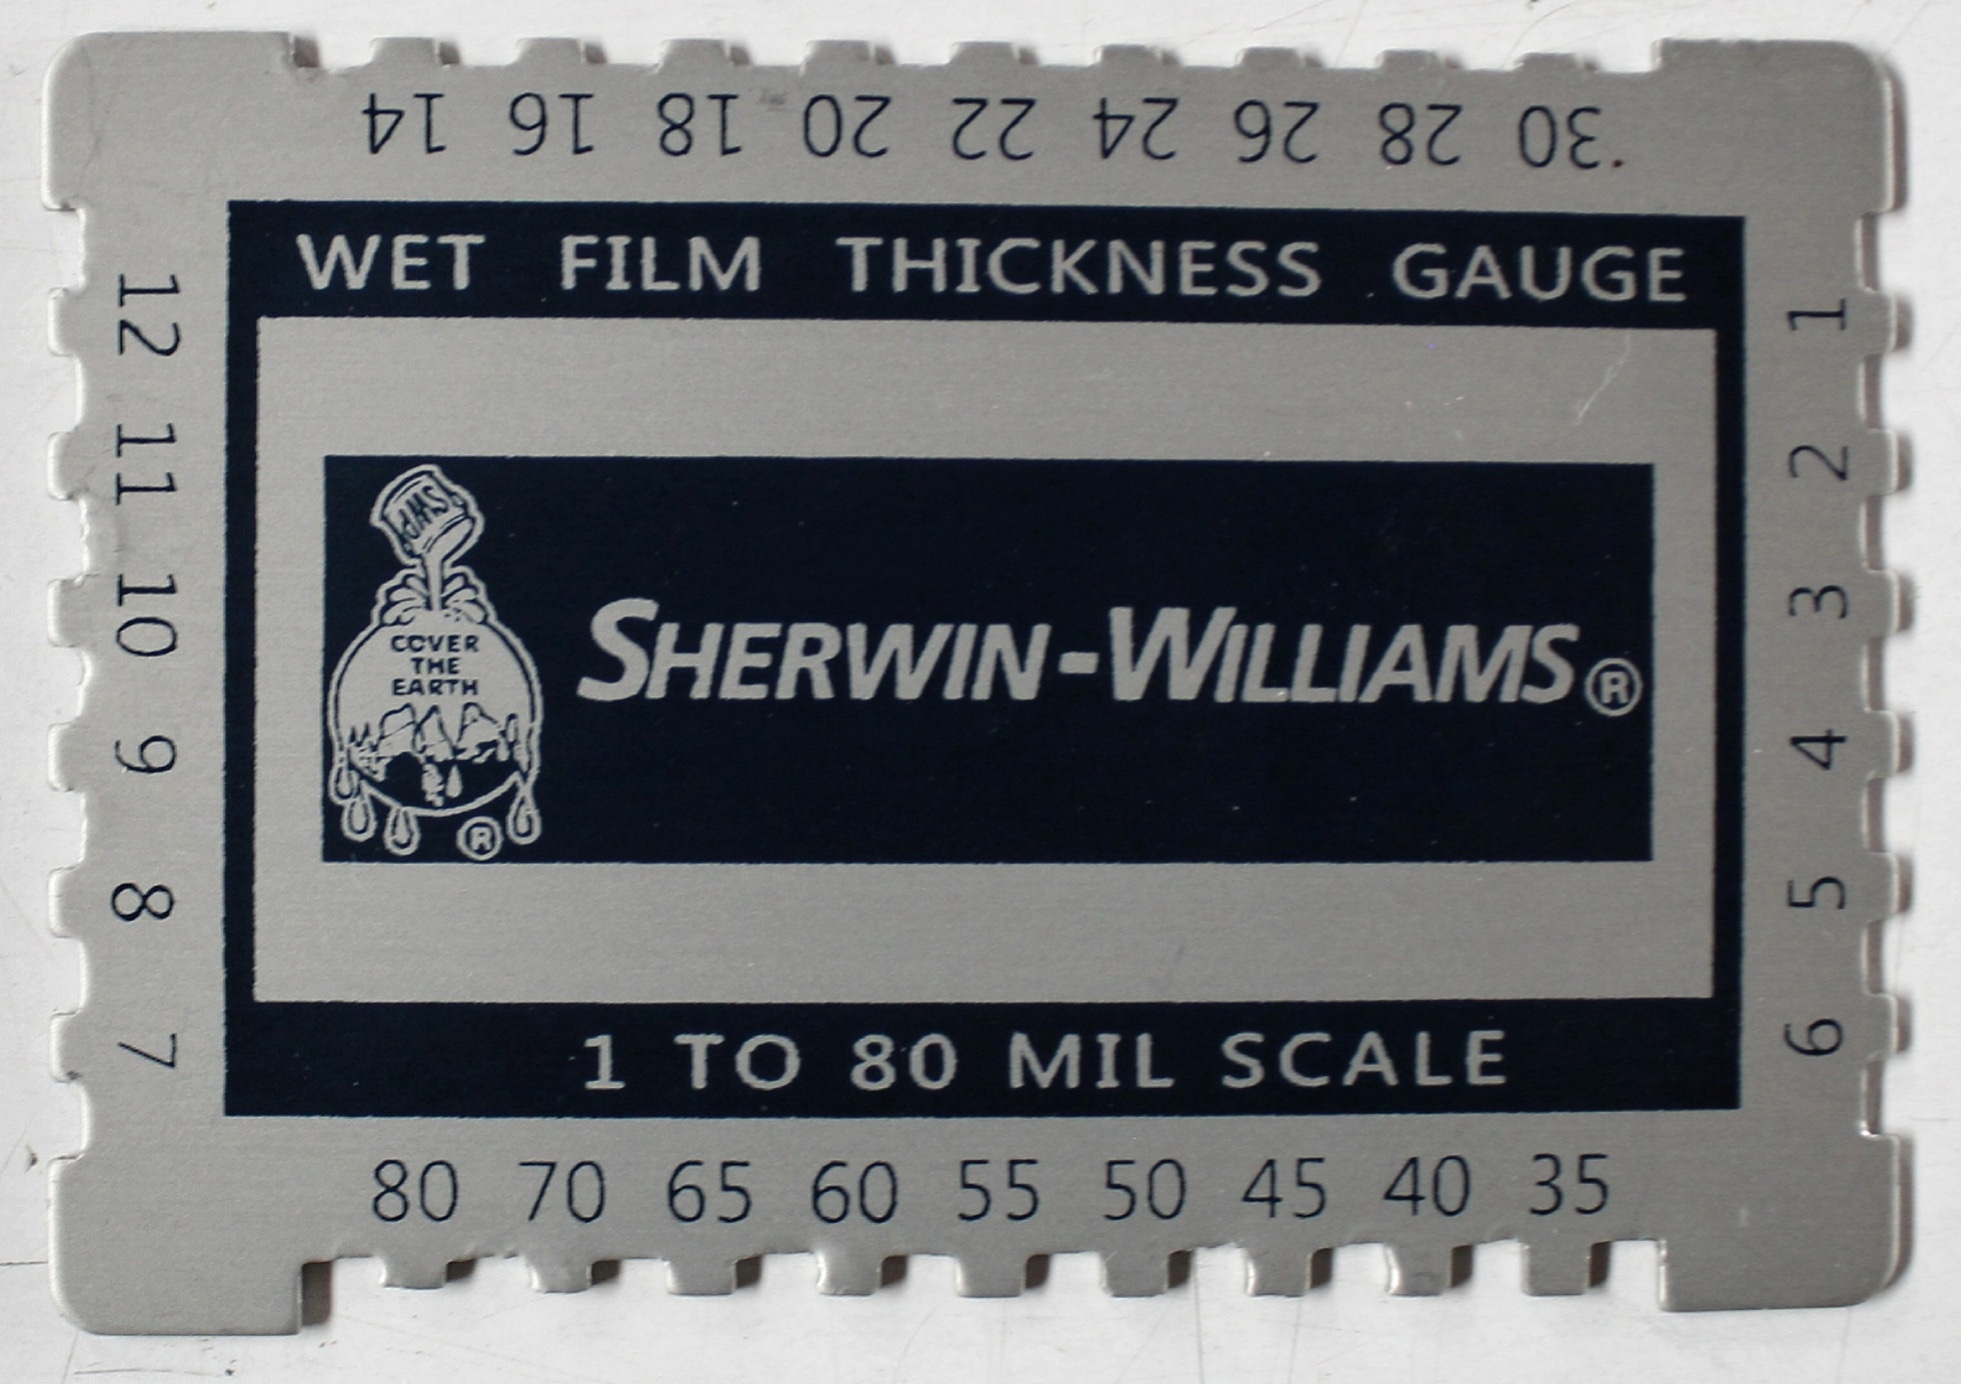 14 16 18 20 22 24 26 28 30
WET FILM THICKNESS GAUGE
12 11 10 9 8 7
SWP
COVER
THE
EARTH
®
SHERWIN-WILLIAMS®
1 2 3 4 5 6
1 TO 80 MIL SCALE
80 70 65 60 55 50 45 40 35